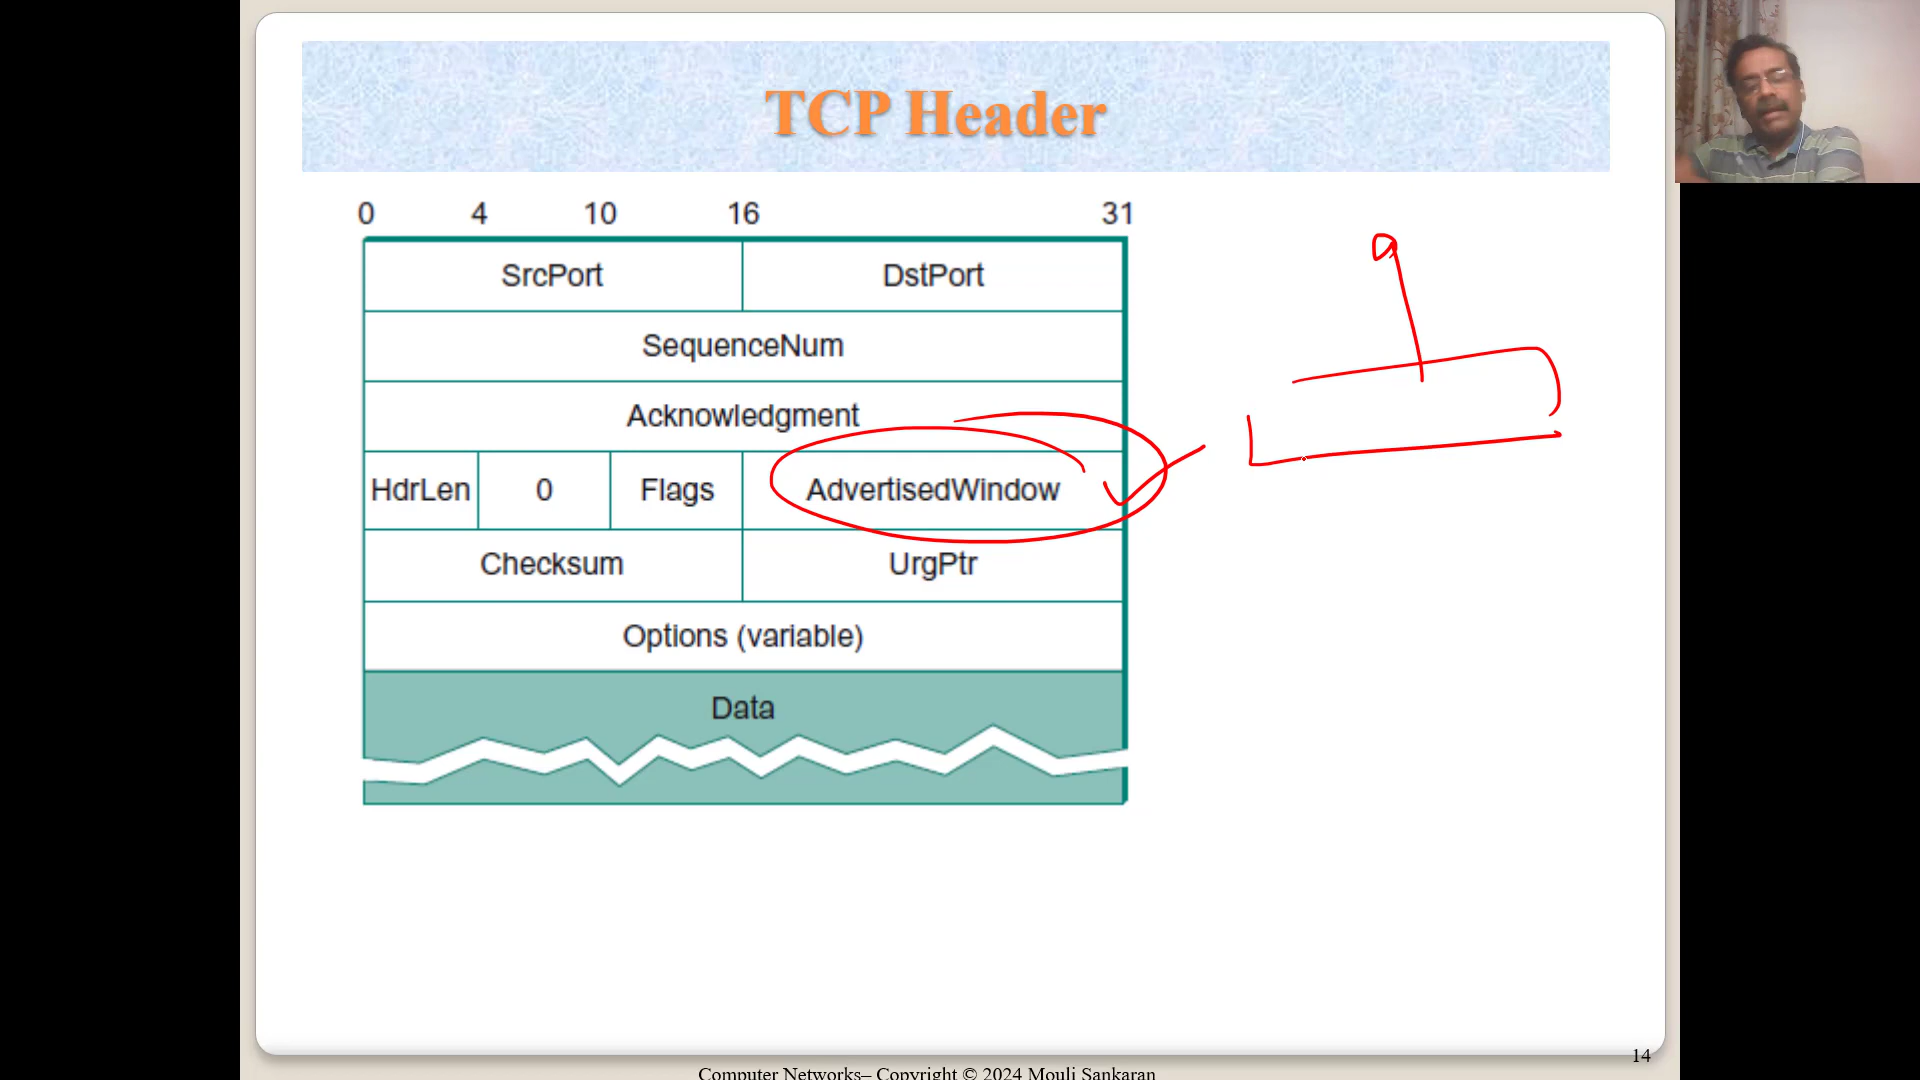 TCP Header
0 4 10 16 31
SrcPort DstPort
SequenceNum
Acknowledgment
HdrLen 0 Flags AdvertisedWindow
Checksum UrgPtr
Options (variable)
Data
14
Computer Networks– Copyright © 2024 Mouli Sankaran